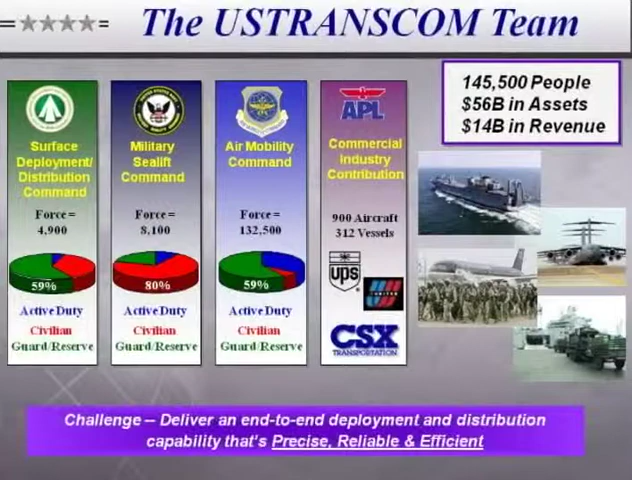 The USTRANSCOM Team
145,500 People
$56B in Assets
$14B in Revenue
Surface
Deployment/
Distribution
Command
Force =
4,900
59%
Active Duty
Civilian
Guard/Reserve
Military
Sealift
Command
Force =
8,100
80%
Active Duty
Civilian
Guard/Reserve
Air Mobility
Command
Force =
132,500
59%
Active Duty
Civilian
Guard/Reserve
APL
Commercial
Industry
Contribution
900 Aircraft
312 Vessels
ups
UNITED
CSX
TRANSPORTATION
Challenge – Deliver an end-to-end deployment and distribution
capability that's Precise, Reliable & Efficient